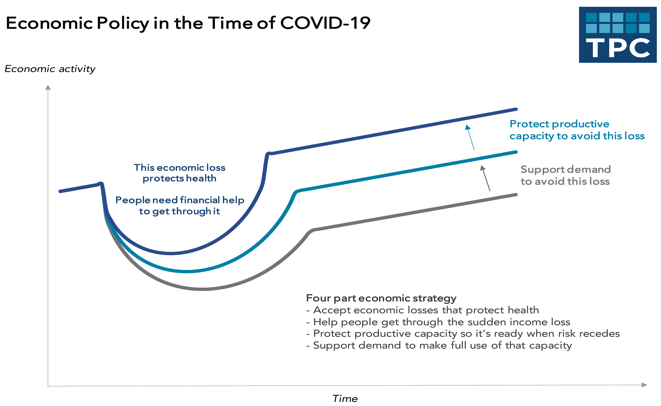 Economic Policy in the Time of COVID-19
TPC
Economic activity
Protect productive
capacity to avoid this loss
This economic loss
protects health
Support demand
to avoid this loss
People need financial help
to get through it
Four part economic strategy
- Accept economic losses that protect health
- Help people get through the sudden income loss
- Protect productive capacity so it's ready when risk recedes
- Support demand to make full use of that capacity
Time